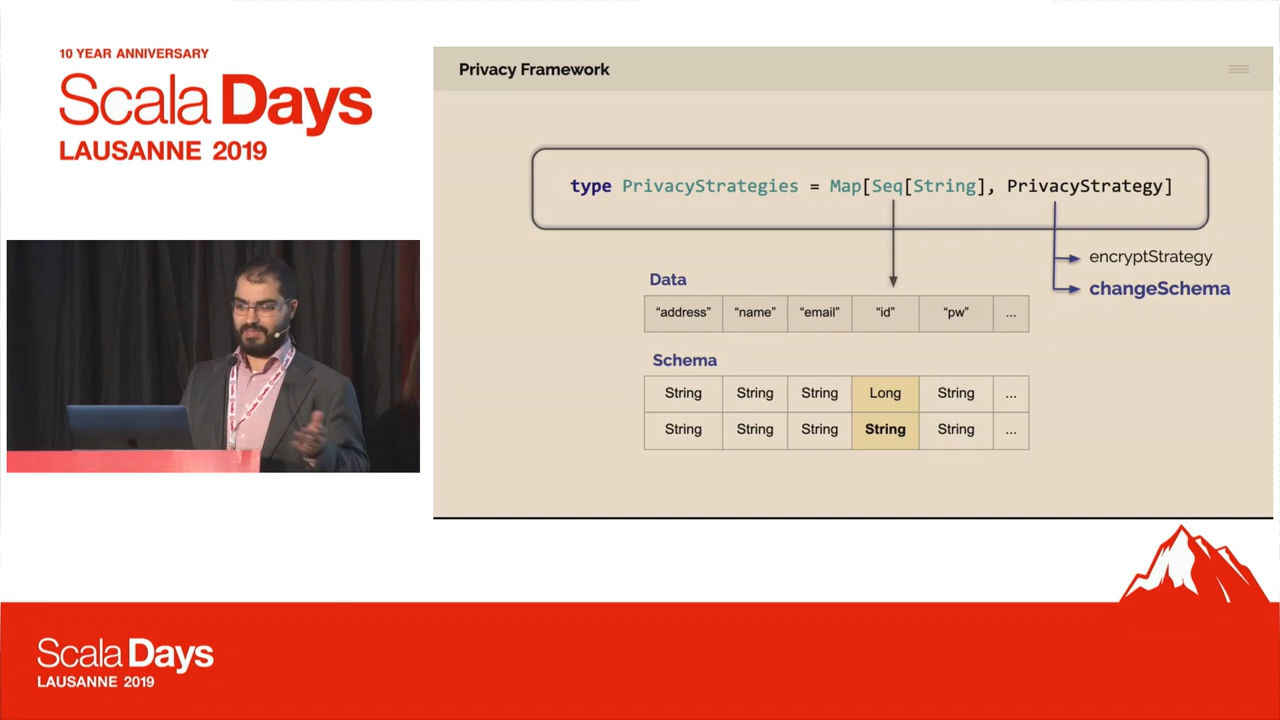 10 YEAR ANNIVERSARY
Scala Days
LAUSANNE 2019
Privacy Framework
type PrivacyStrategies = Map[Seq[String], PrivacyStrategy]
encryptStrategy
changeSchema
Data
“address” “name” “email” “id” “pw” ...
Schema
String String String Long String ...
String String String String String ...
Scala Days
LAUSANNE 2019